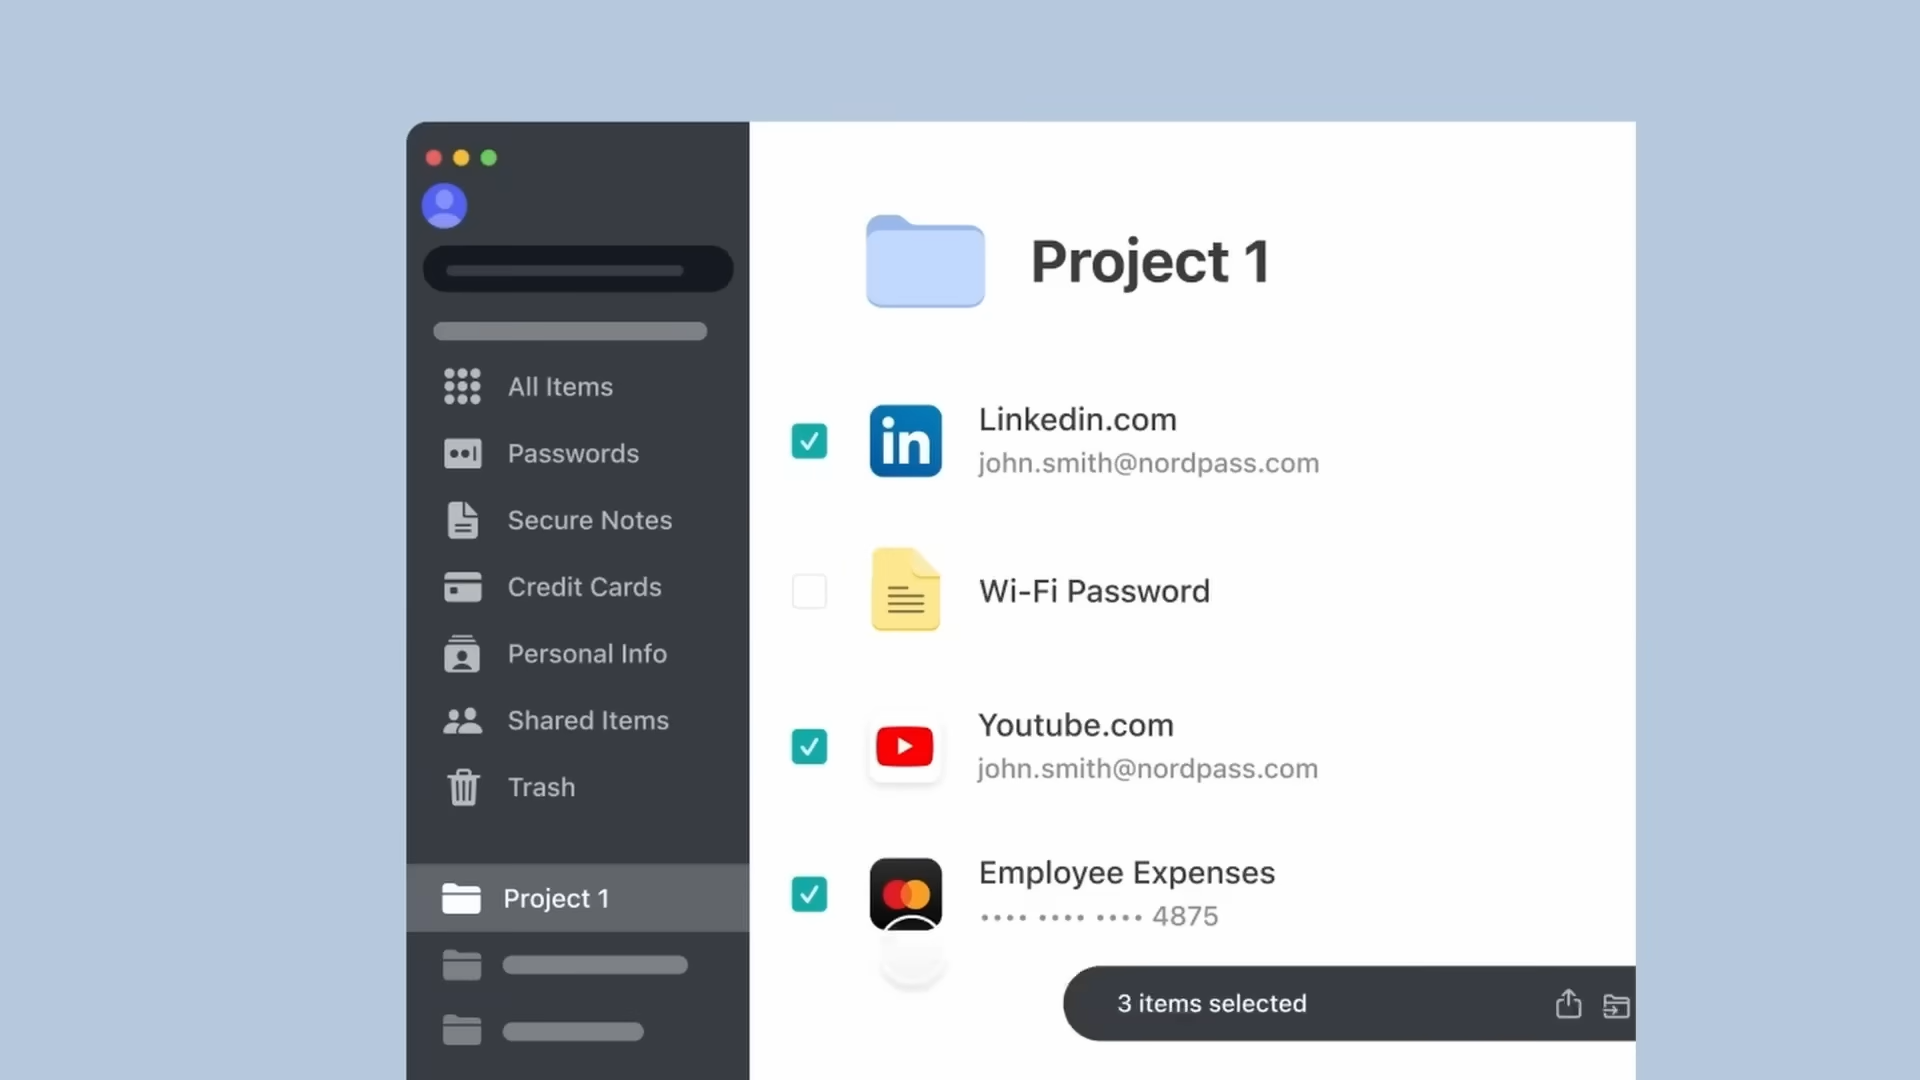 All Items
Passwords
Secure Notes
Credit Cards
Personal Info
Shared Items
Trash
Project 1
Project 1
Linkedin.com
john.smith@nordpass.com
Wi-Fi Password
Youtube.com
john.smith@nordpass.com
Employee Expenses
•••• •••• •••• 4875
3 items selected
in